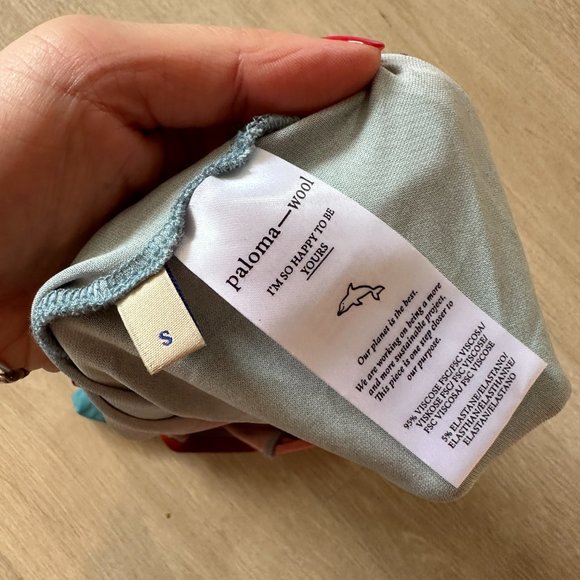 paloma—wool
I'M SO HAPPY TO BE
YOURS
Our planet is the best.
We are working on being a more
and more sustainable project.
This piece is one step closer to
our purpose.
95% VISCOSE FSC/FSC VISCOSA/
VISKOSE FSC/ FSC VISCOSE/
FSC VISCOSA/ FSC VISCOSE
5% ELASTANE/ELASTANO/
ELASTHAN/ELASTHANNE/
ELASTAN/ELASTANO
S